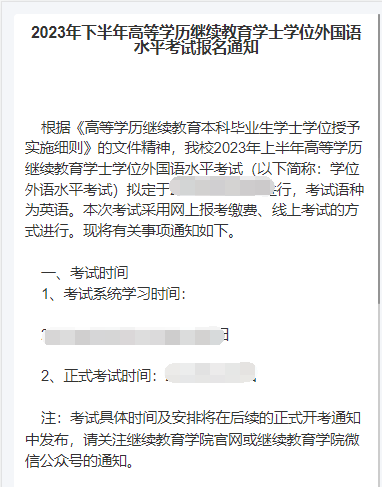 2023年下半年高等学历继续教育学士学位外国语
水平考试报名通知
根据《高等学历继续教育本科毕业生学士学位授予
实施细则》的文件精神，我校2023年上半年高等学历
继续教育学士学位外国语水平考试（以下简称：学位
外语水平考试）拟定于 进行，考试语种
为英语。本次考试采用网上报考缴费、线上考试的方
式进行。现将有关事项通知如下。
一、考试时间
1、考试系统学习时间：
2、正式考试时间：
注：考试具体时间及安排将在后续的正式开考通知
中发布，请关注继续教育学院官网或继续教育学院微
信公众号的通知。